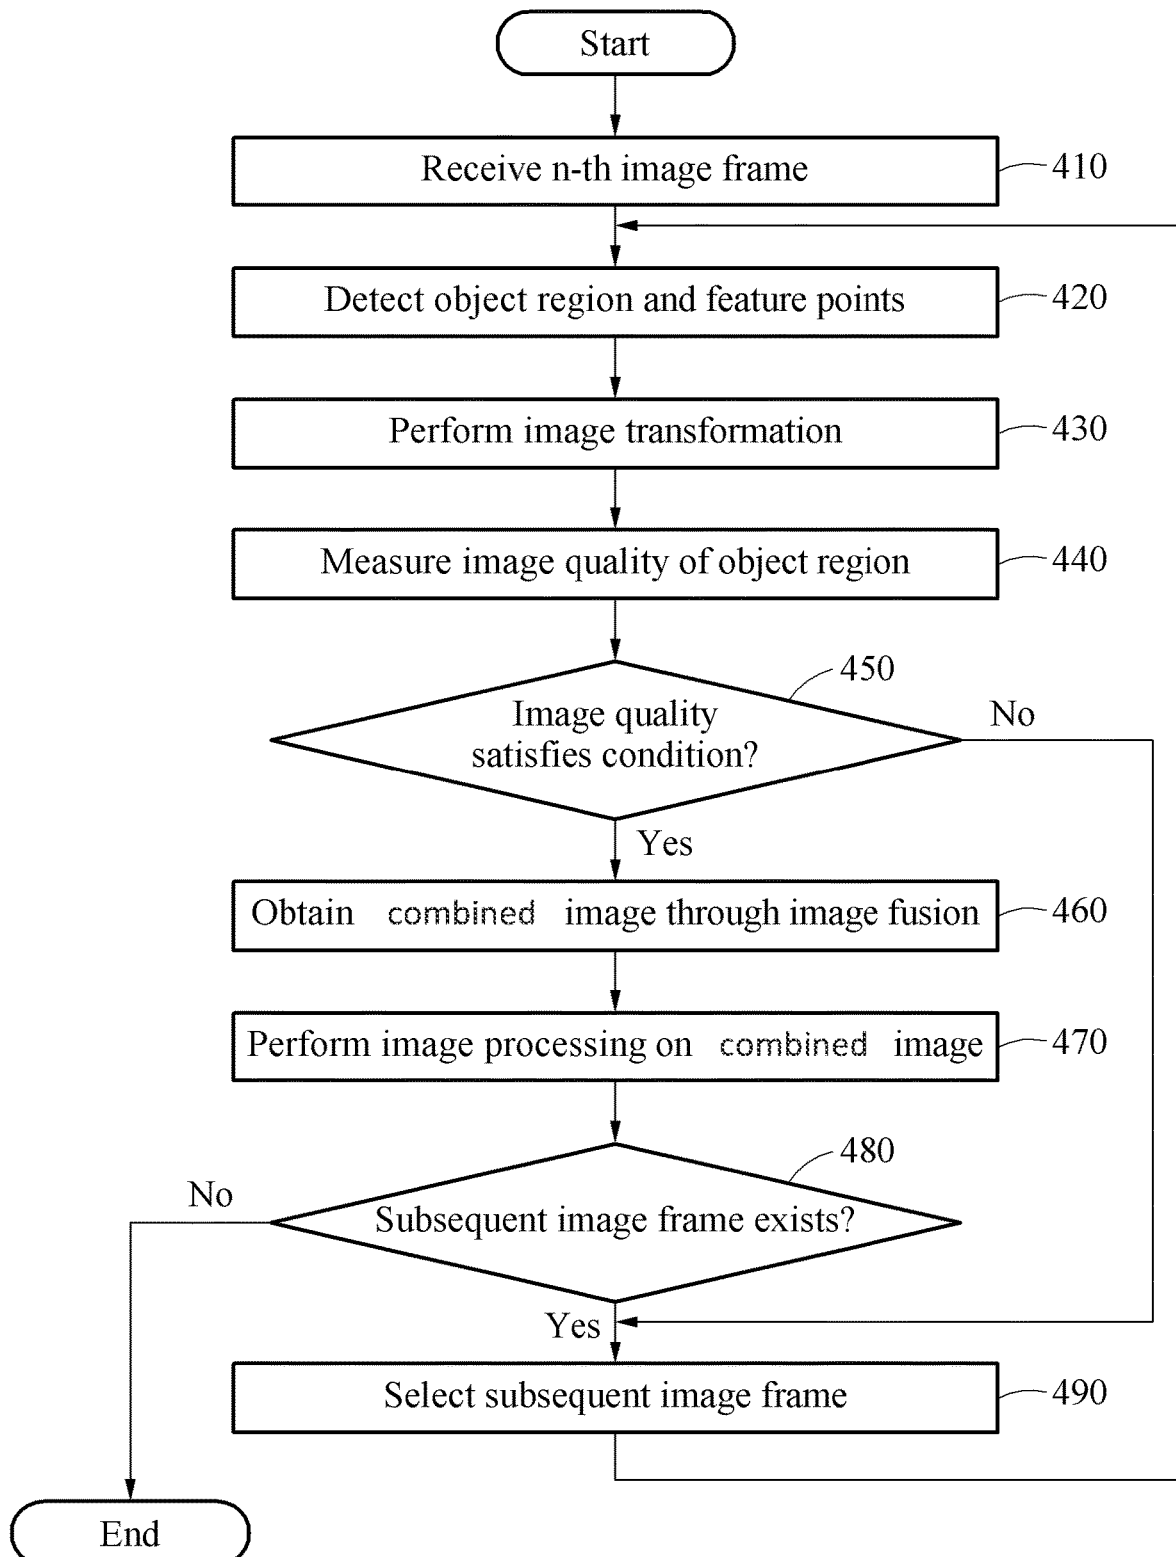 Start
Receive n-th image frame
410
Detect object region and feature points
420
Perform image transformation
430
Measure image quality of object region
440
450
Image quality
satisfies condition?
No
Yes
Obtain combined image through image fusion
460
Perform image processing on combined image
470
480
No
Subsequent image frame exists?
Yes
Select subsequent image frame
490
End